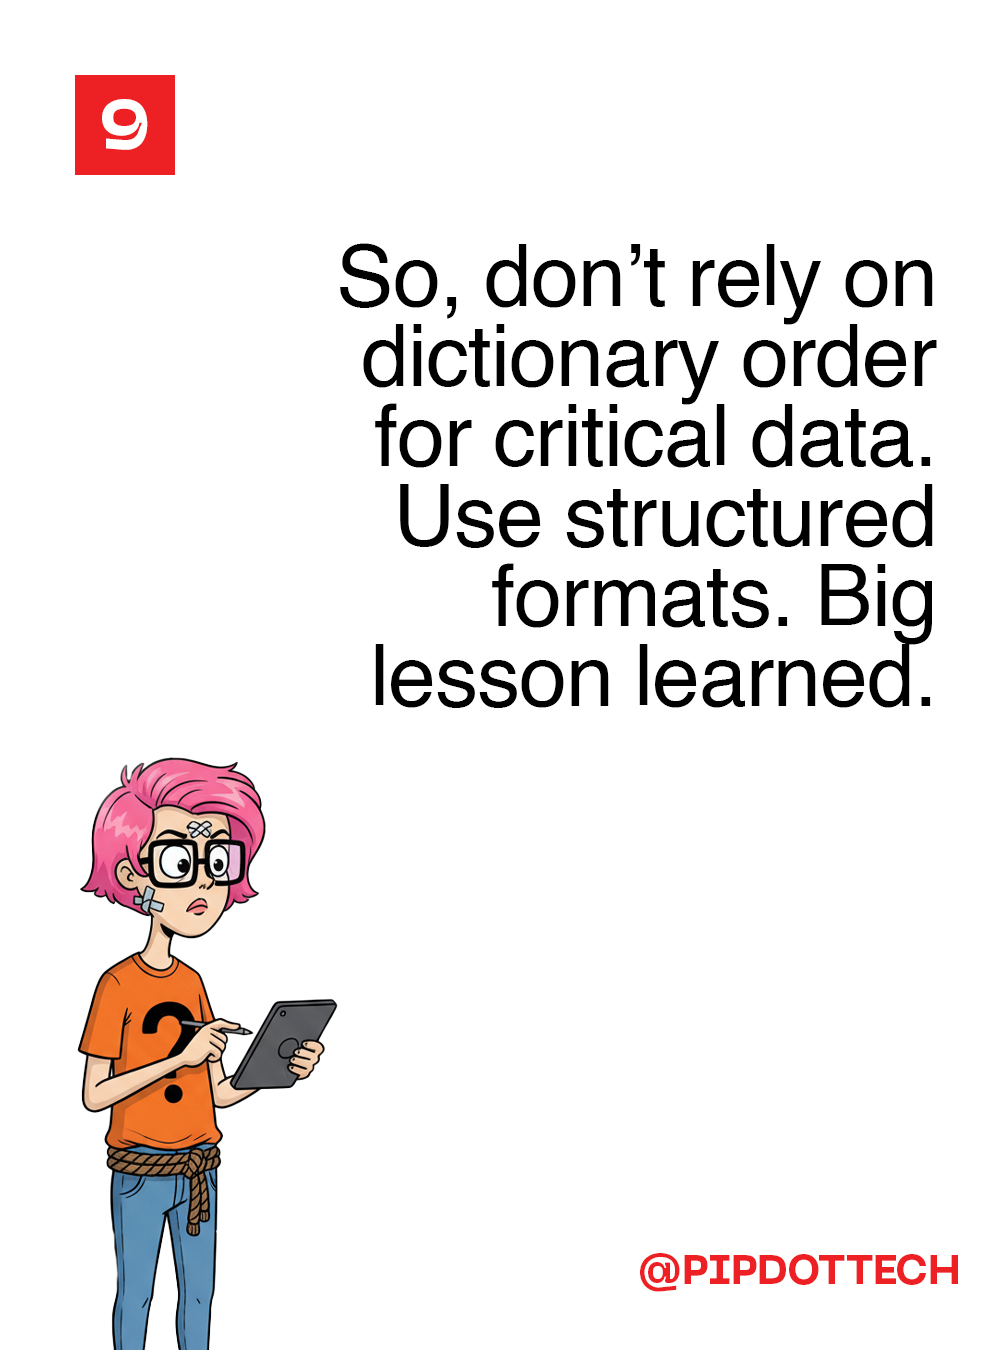 9
So, don’t rely on
dictionary order
for critical data.
Use structured
formats. Big
lesson learned.
?
@PIPDOTTECH